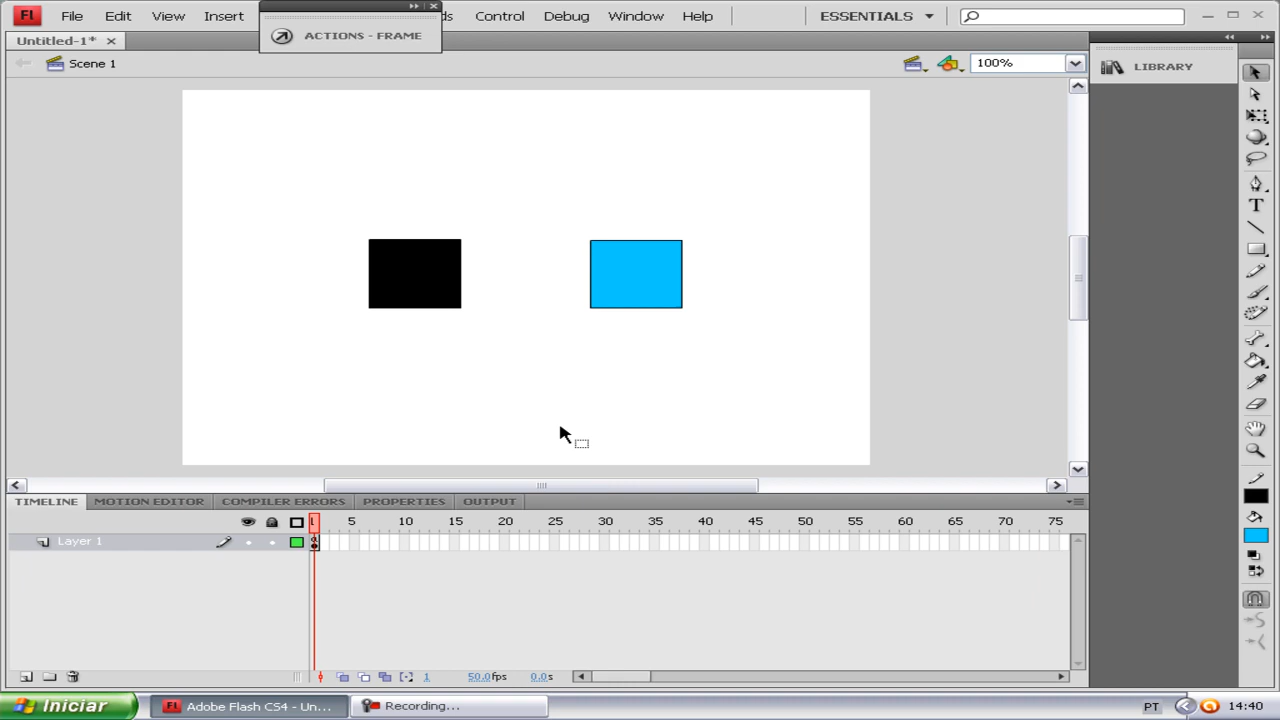 Fl File Edit View Insert ds Control Debug Window Help ESSENTIALS
ACTIONS - FRAME
Untitled-1*
Scene 1 100%
LIBRARY
T
TIMELINE MOTION EDITOR COMPILER ERRORS PROPERTIES OUTPUT
1 5 10 15 20 25 30 35 40 45 50 55 60 65 70 75
Layer 1
a
1 50.0fps 0.0s
Iniciar Fl Adobe Flash CS4 - Un... Recording... PT 14:40